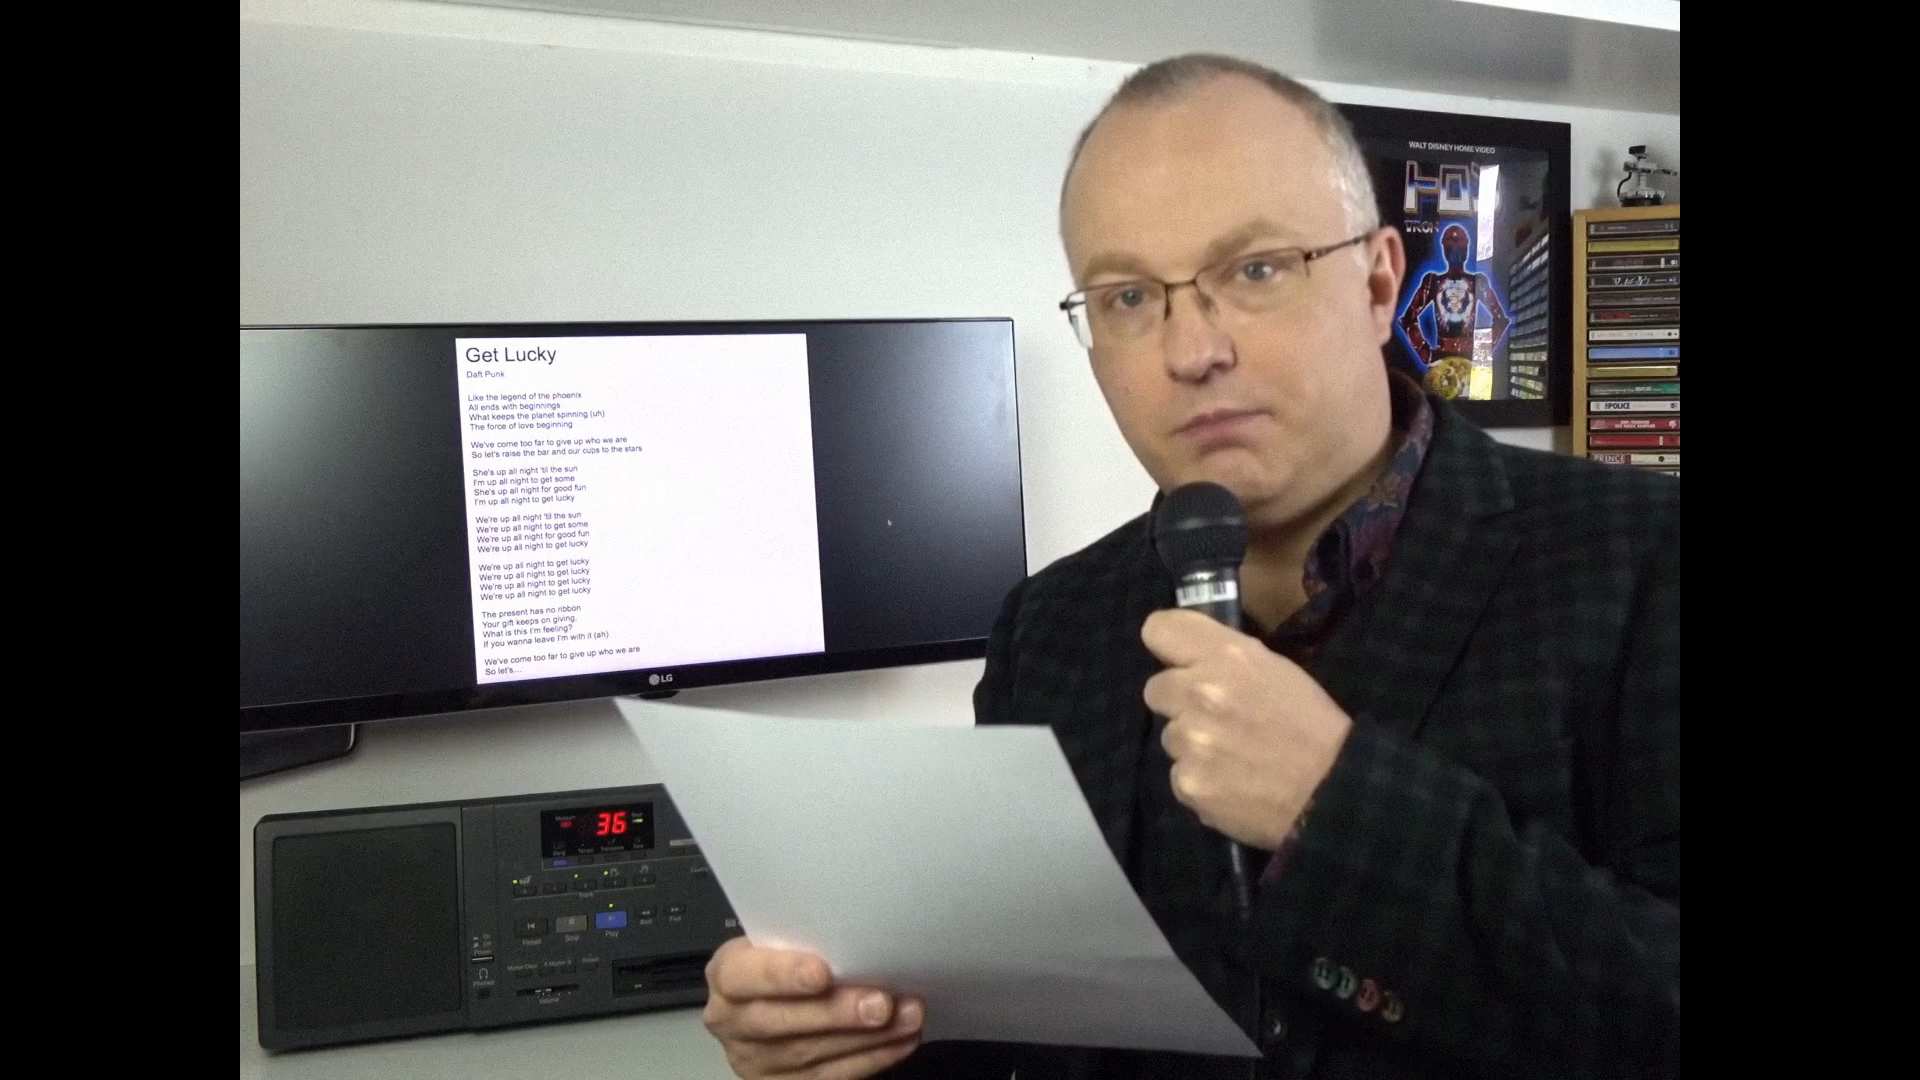 WALT DISNEY HOME VIDEO
TRON
Get Lucky
Daft Punk
Like the legend of the phoenix
All ends with beginnings
What keeps the planet spinning (uh)
The force of love beginning
We've come too far to give up who we are
So let's raise the bar and our cups to the stars
She's up all night 'til the sun
I'm up all night to get some
She's up all night for good fun
I'm up all night to get lucky
We're up all night 'til the sun
We're up all night to get some
We're up all night for good fun
We're up all night to get lucky
We're up all night to get lucky
We're up all night to get lucky
We're up all night to get lucky
We're up all night to get lucky
The present has no ribbon
Your gift keeps on giving.
What is this I'm feeling?
If you wanna leave I'm with it (ah)
We've come too far to give up who we are
So let's...
LG
POLICE
PRINCE
Measure
36
Beat
Song
Tempo
Transpose
Track
Reset
Stop
Play
Phones
Volume